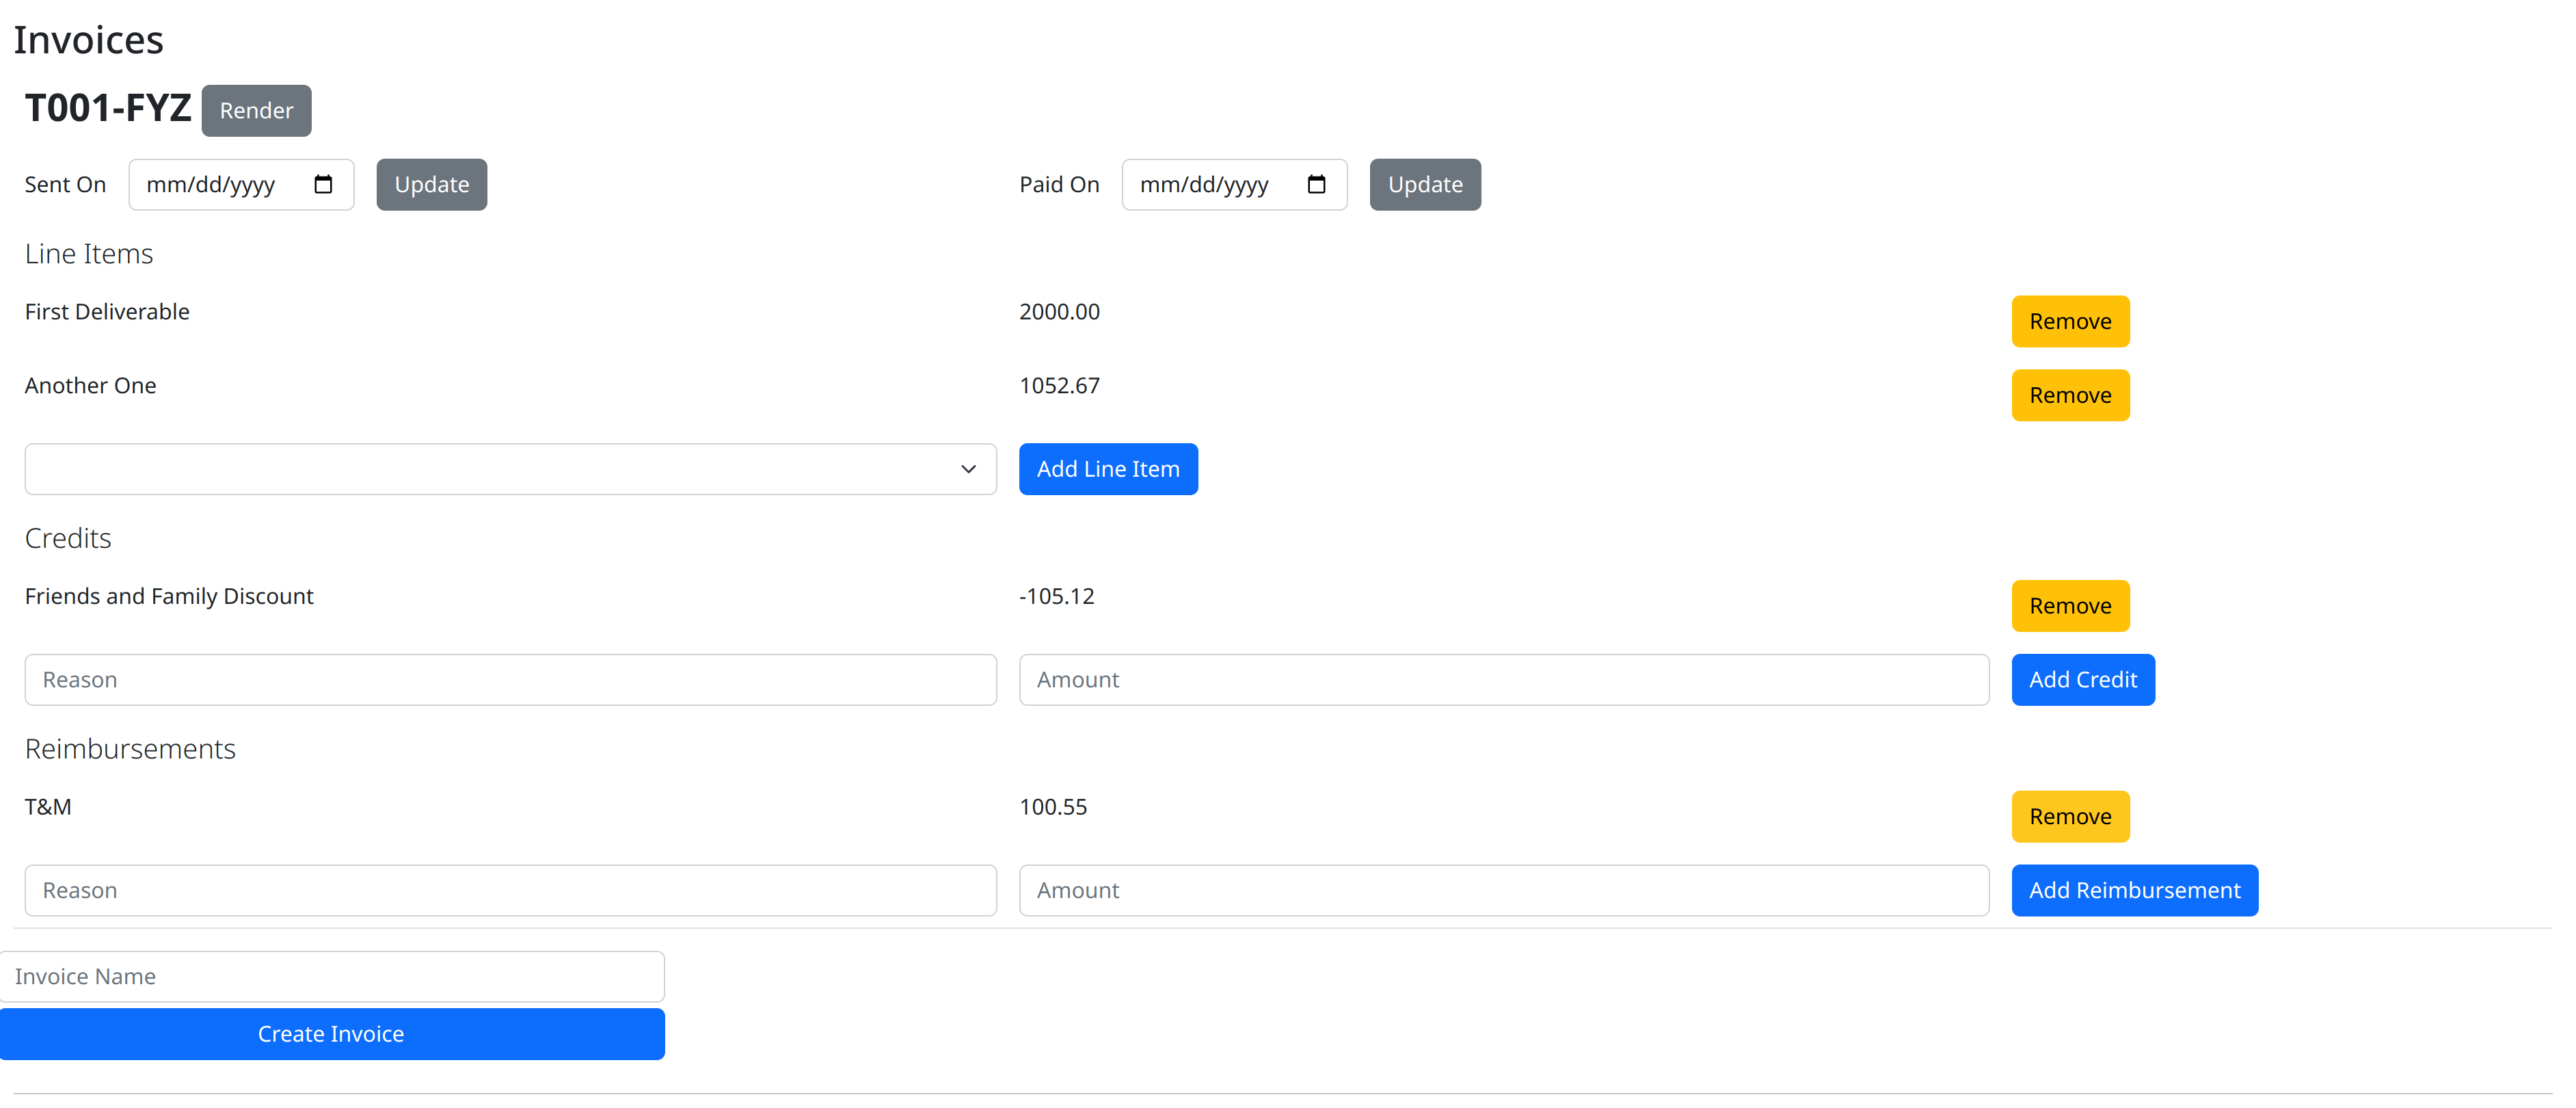 Invoices
T001-FYZ Render
Sent On mm/dd/yyyy Update Paid On mm/dd/yyyy Update
Line Items
First Deliverable 2000.00 Remove
Another One 1052.67 Remove
Add Line Item
Credits
Friends and Family Discount -105.12 Remove
Reason Amount Add Credit
Reimbursements
T&M 100.55 Remove
Reason Amount Add Reimbursement
Invoice Name
Create Invoice